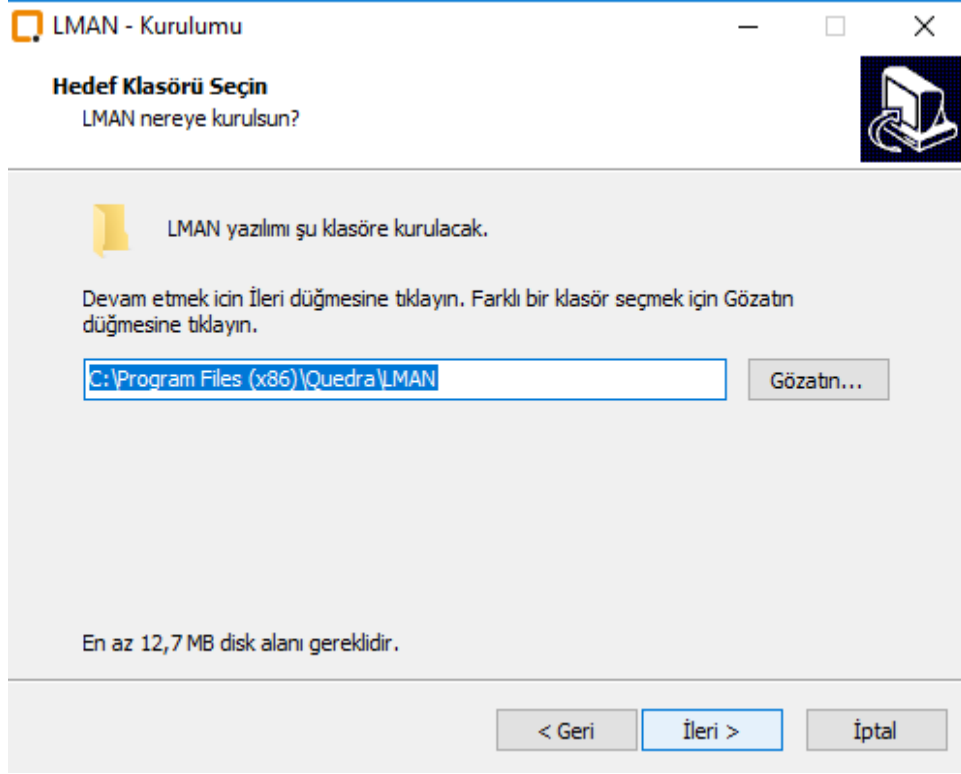 LMAN - Kurulumu
Hedef Klasörü Seçin
LMAN nereye kurulsun?
LMAN yazılımı şu klasöre kurulacak.
Devam etmek icin İleri düğmesine tıklayın. Farklı bir klasör seçmek için Gözatın
düğmesine tıklayın.
C:\Program Files (x86)\Quedra\LMAN
Gözatın...
En az 12,7 MB disk alanı gereklidir.
< Geri
İleri >
İptal